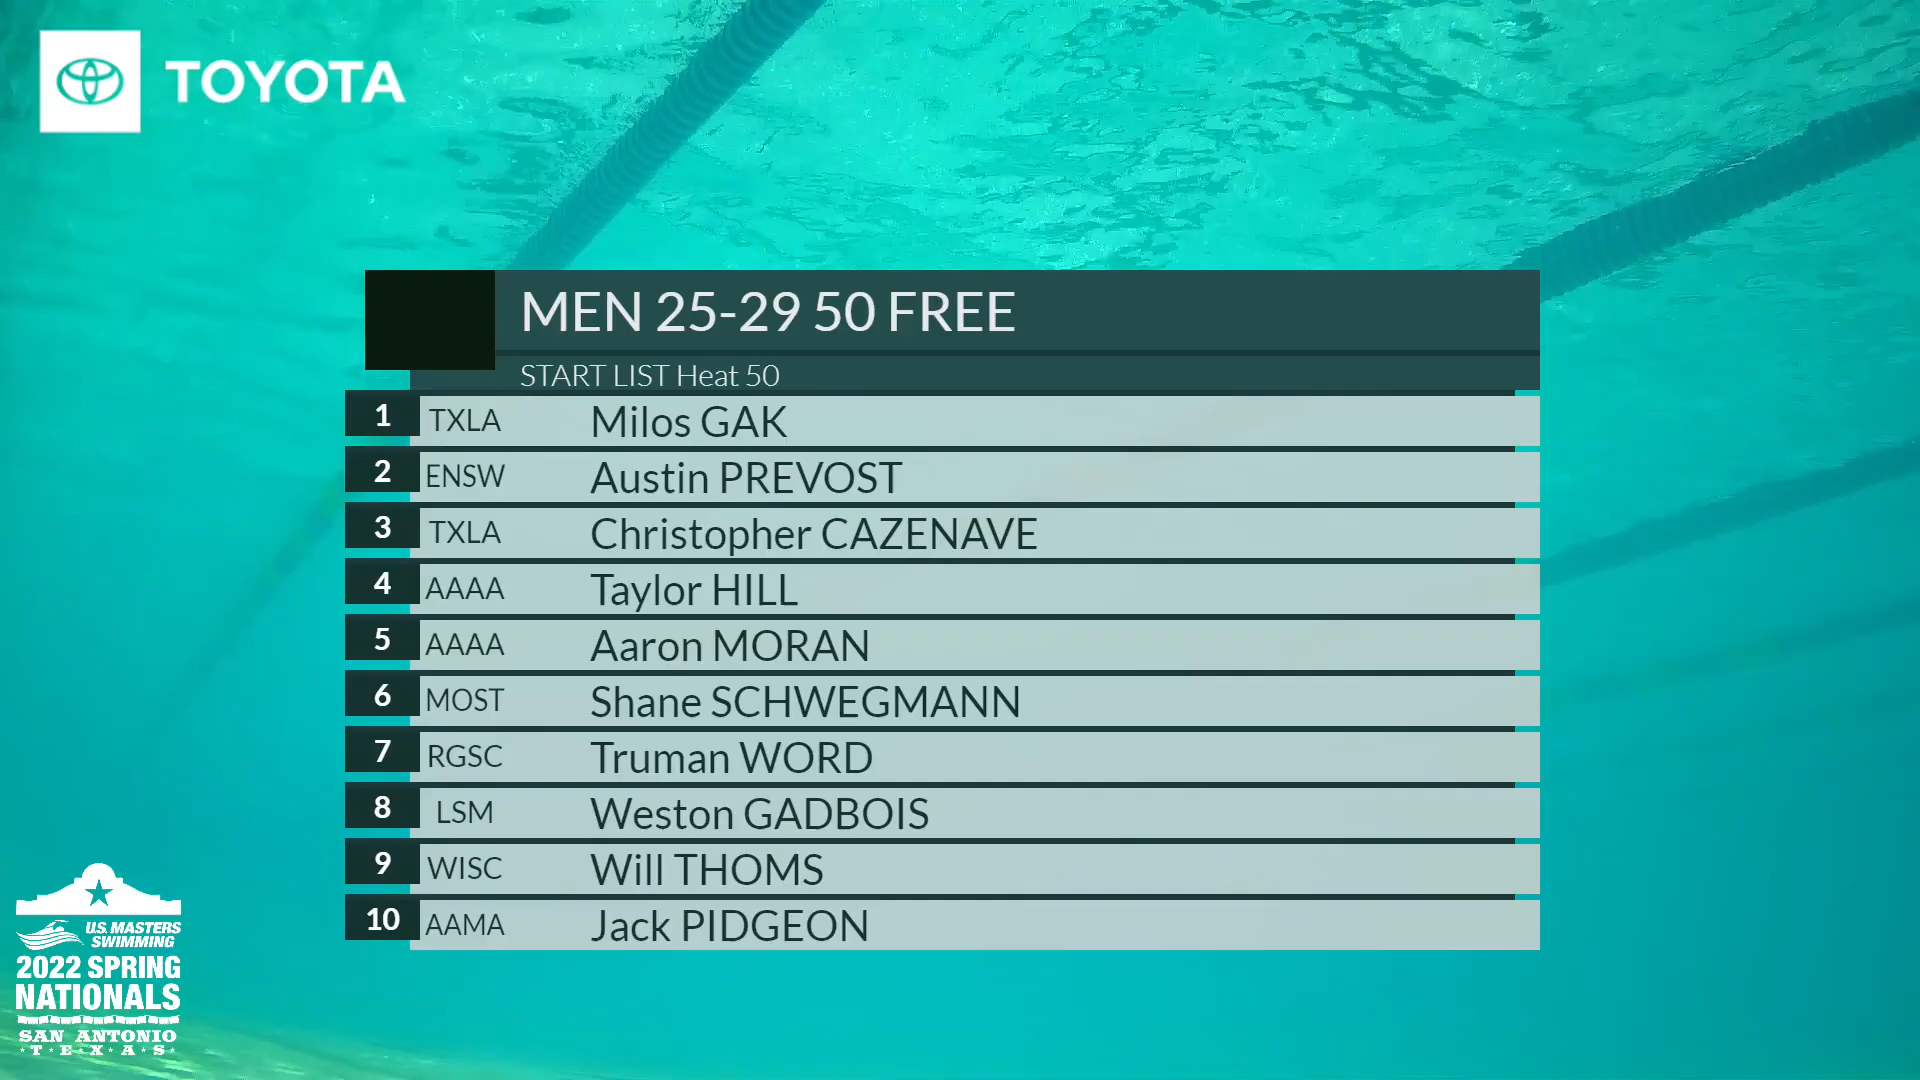 TOYOTA
MEN 25-29 50 FREE
START LIST Heat 50
1 TXLA Milos GAK
2 ENSW Austin PREVOST
3 TXLA Christopher CAZENAVE
4 AAAA Taylor HILL
5 AAAA Aaron MORAN
6 MOST Shane SCHWEGMANN
7 RGSC Truman WORD
8 LSM Weston GADBOIS
9 WISC Will THOMS
10 AAMA Jack PIDGEON
U.S. MASTERS
SWIMMING
2022 SPRING
NATIONALS
SAN ANTONIO
T·E·X·A·S